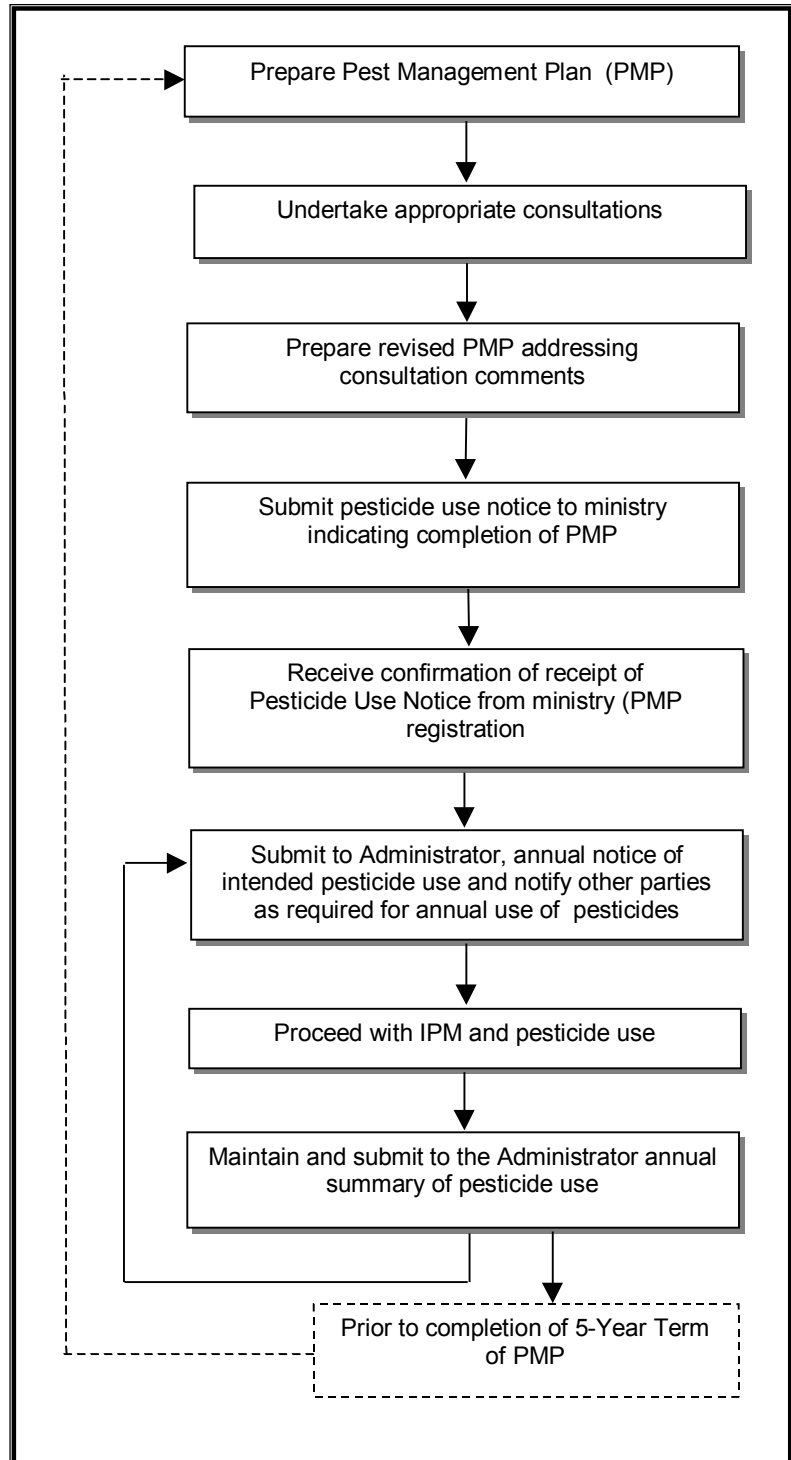 Prepare Pest Management Plan  (PMP)
Undertake appropriate consultations
Prepare revised PMP addressing
consultation comments
Submit pesticide use notice to ministry
indicating completion of PMP
Receive confirmation of receipt of
Pesticide Use Notice from ministry (PMP
registration
Submit to Administrator, annual notice of
intended pesticide use and notify other parties
as required for annual use of  pesticides
Proceed with IPM and pesticide use
Maintain and submit to the Administrator annual
summary of pesticide use
Prior to completion of 5-Year Term
of PMP